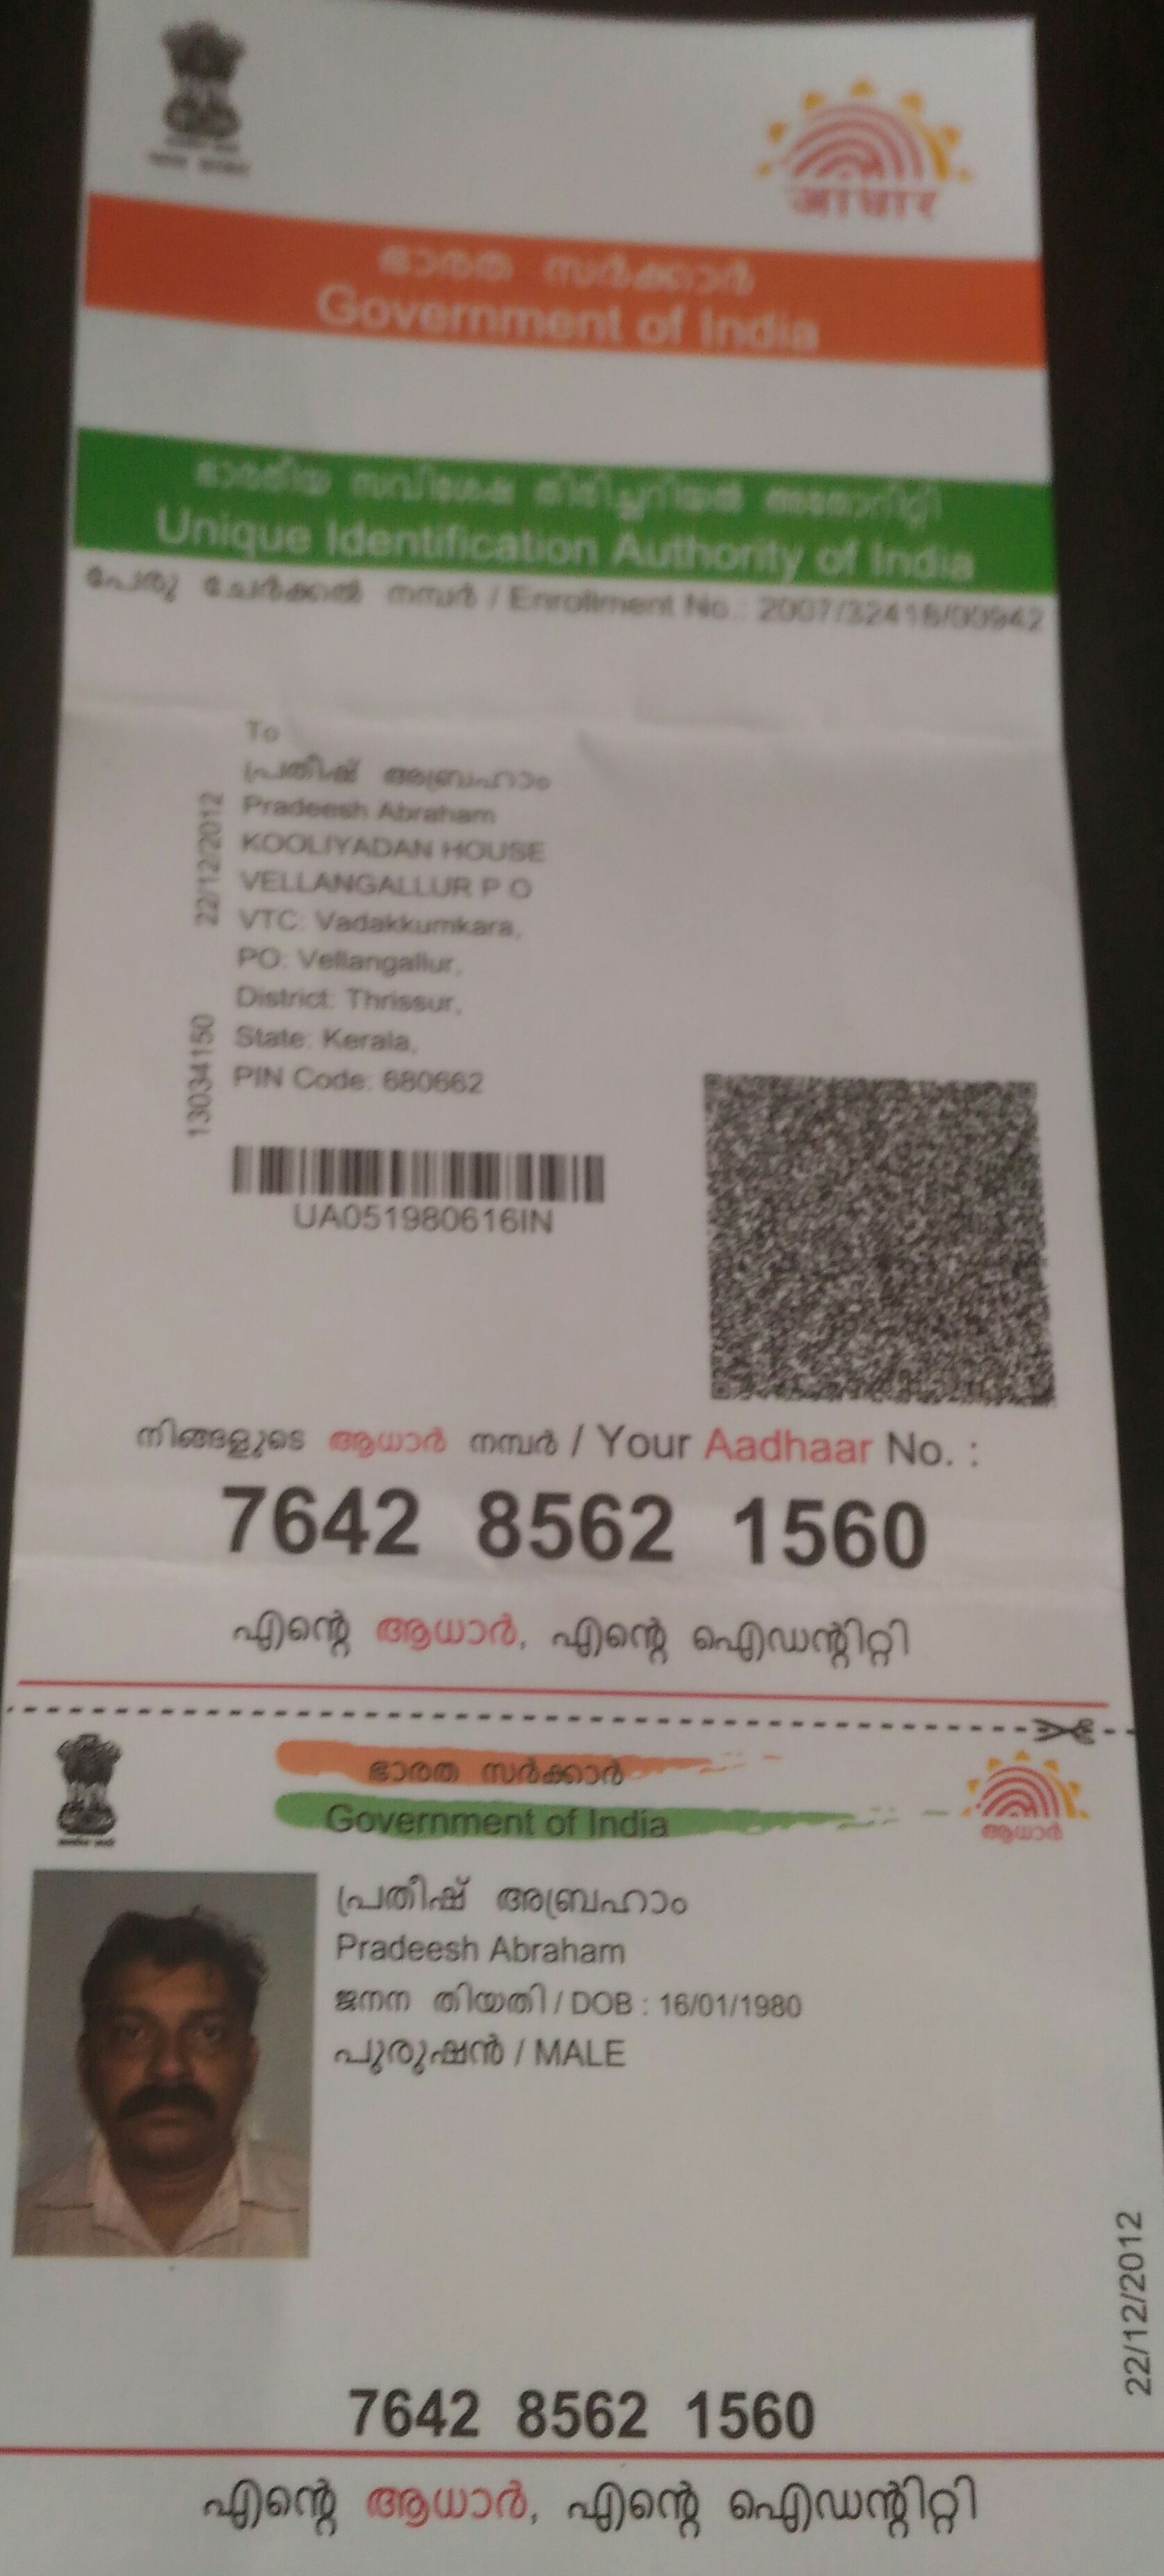 आधार
ഭാരത സർക്കാർ
Government of India
ഭാരതീയ സവിശേഷ തിരിച്ചറിയൽ അതോറിറ്റി
Unique Identification Authority of India
പേരു ചേർക്കൽ നമ്പർ / Enrollment No.: 2007/32418/00942
To
പ്രതീഷ് അബ്രഹാം
Pradeesh Abraham
KOOLIYADAN HOUSE
VELLANGALLUR P O
VTC: Vadakkumkara,
PO: Vellangallur,
District: Thrissur,
State: Kerala,
PIN Code: 680662
22/12/2012
13034150
UA051980616IN
നിങ്ങളുടെ ആധാർ നമ്പർ / Your Aadhaar No. :
7642 8562 1560
എന്റെ ആധാർ, എന്റെ ഐഡന്റിറ്റി
ഭാരത സർക്കാർ
Government of India
ആധാർ
പ്രതീഷ് അബ്രഹാം
Pradeesh Abraham
ജനന തിയതി / DOB : 16/01/1980
പുരുഷൻ / MALE
22/12/2012
7642 8562 1560
എന്റെ ആധാർ, എന്റെ ഐഡന്റിറ്റി